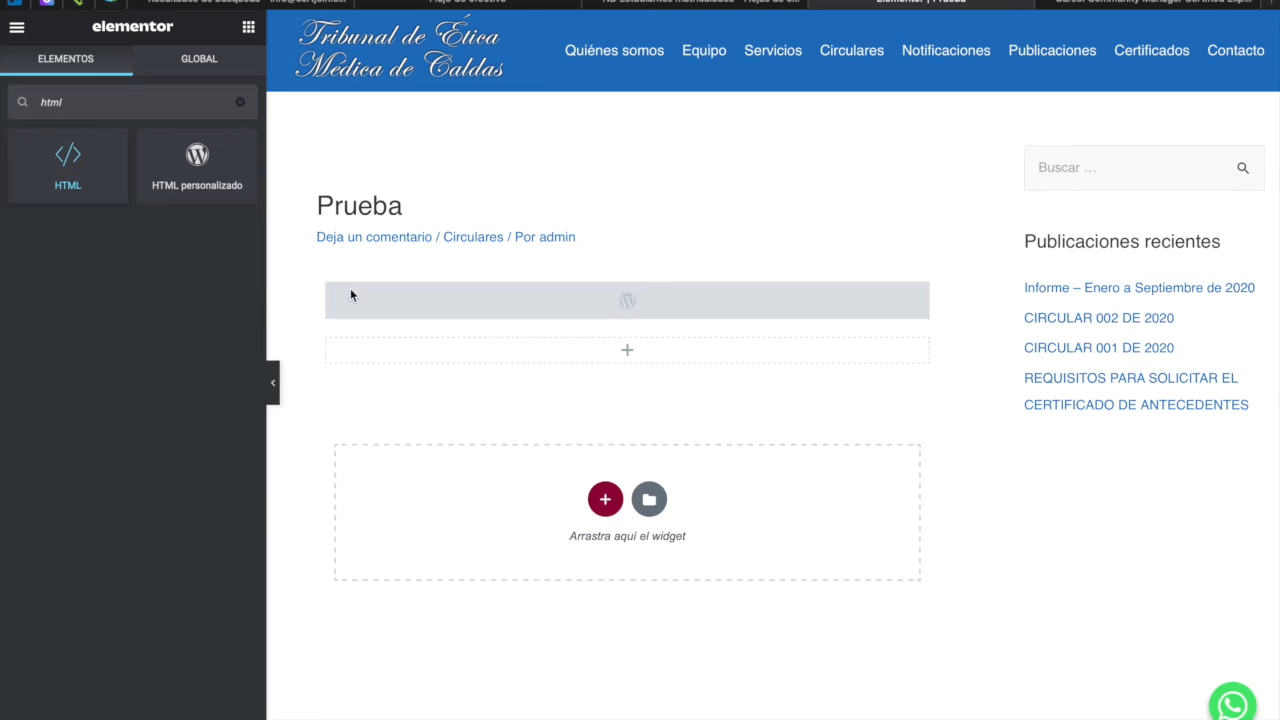 Elementor | Prueba
elementor
ELEMENTOS
GLOBAL
html
HTML
HTML personalizado
Tribunal de Ética
Médica de Caldas
Quiénes somos
Equipo
Servicios
Circulares
Notificaciones
Publicaciones
Certificados
Contacto
Prueba
Deja un comentario / Circulares / Por admin
Arrastra aquí el widget
Buscar …
Publicaciones recientes
Informe – Enero a Septiembre de 2020
CIRCULAR 002 DE 2020
CIRCULAR 001 DE 2020
REQUISITOS PARA SOLICITAR EL
CERTIFICADO DE ANTECEDENTES